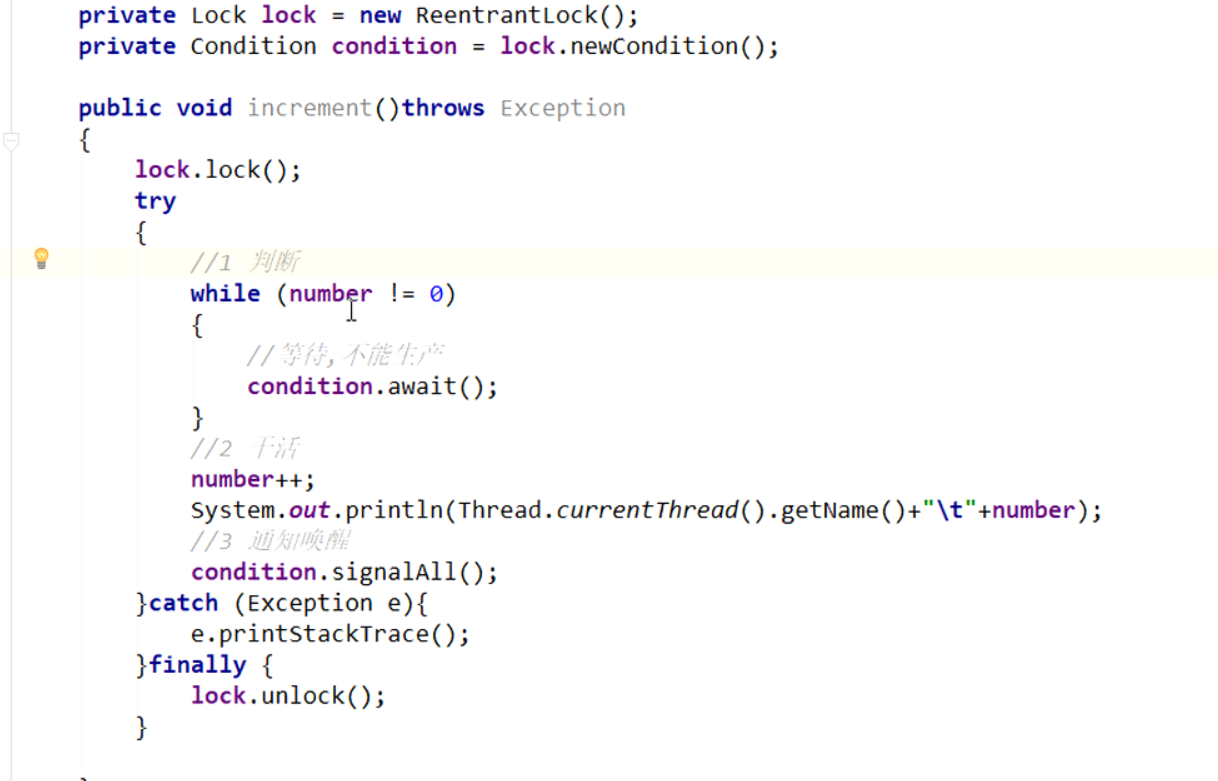 private Lock lock = new ReentrantLock();
private Condition condition = lock.newCondition();
public void increment()throws Exception
{
lock.lock();
try
{
//1 判断
while (number != 0)
{
//等待,不能生产
condition.await();
}
//2 干活
number++;
System.out.println(Thread.currentThread().getName()+"\t"+number);
//3 通知唤醒
condition.signalAll();
}catch (Exception e){
e.printStackTrace();
}finally {
lock.unlock();
}